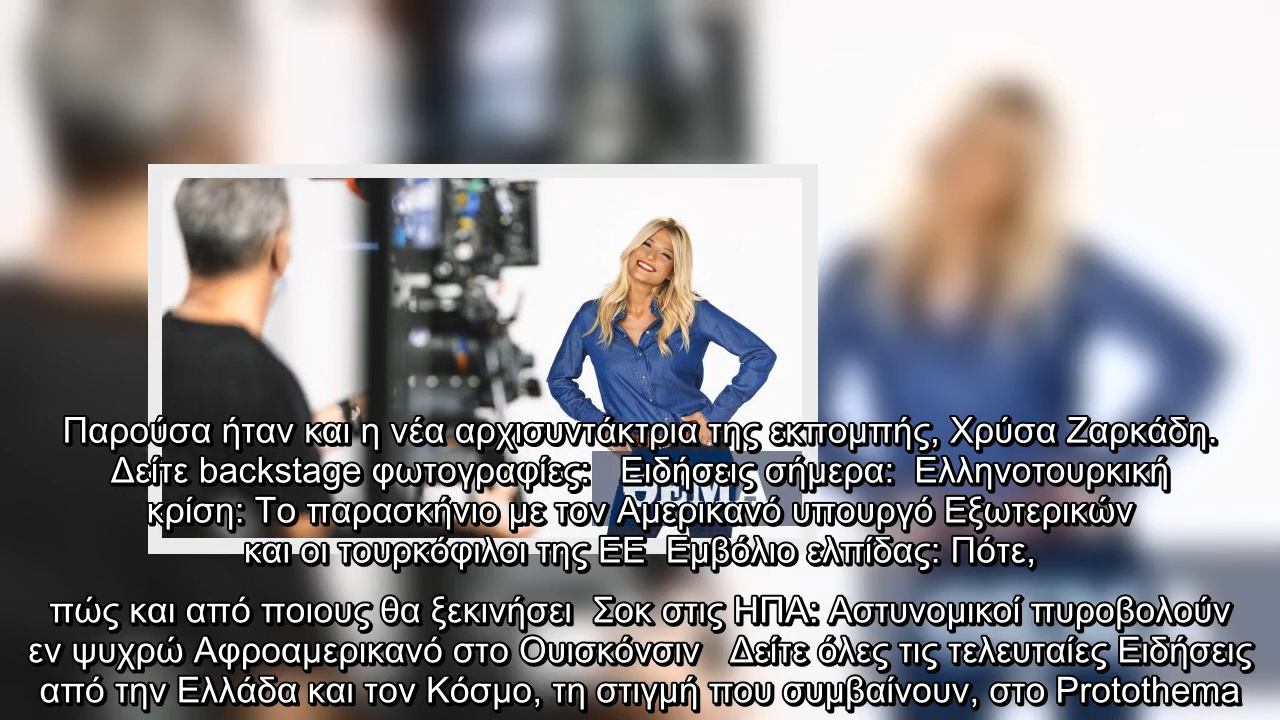 Παρούσα ήταν και η νέα αρχισυντάκτρια της εκπομπής, Χρύσα Ζαρκάδη.
Δείτε backstage φωτογραφίες:   Ειδήσεις σήμερα:  Ελληνοτουρκική
κρίση: Το παρασκήνιο με τον Αμερικανό υπουργό Εξωτερικών
και οι τουρκόφιλοι της ΕΕ  Εμβόλιο ελπίδας: Πότε,
πώς και από ποιους θα ξεκινήσει  Σοκ στις ΗΠΑ: Αστυνομικοί πυροβολούν
εν ψυχρώ Αφροαμερικανό στο Ουισκόνσιν   Δείτε όλες τις τελευταίες Ειδήσεις
από την Ελλάδα και τον Κόσμο, τη στιγμή που συμβαίνουν, στο Protothema